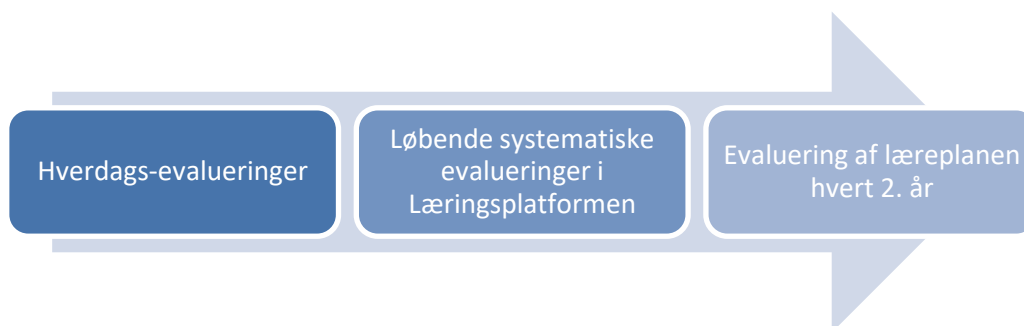 Hverdags-evalueringer
Løbende systematiske
evalueringer i
Læringsplatformen
Evaluering af læreplanen
hvert 2. år